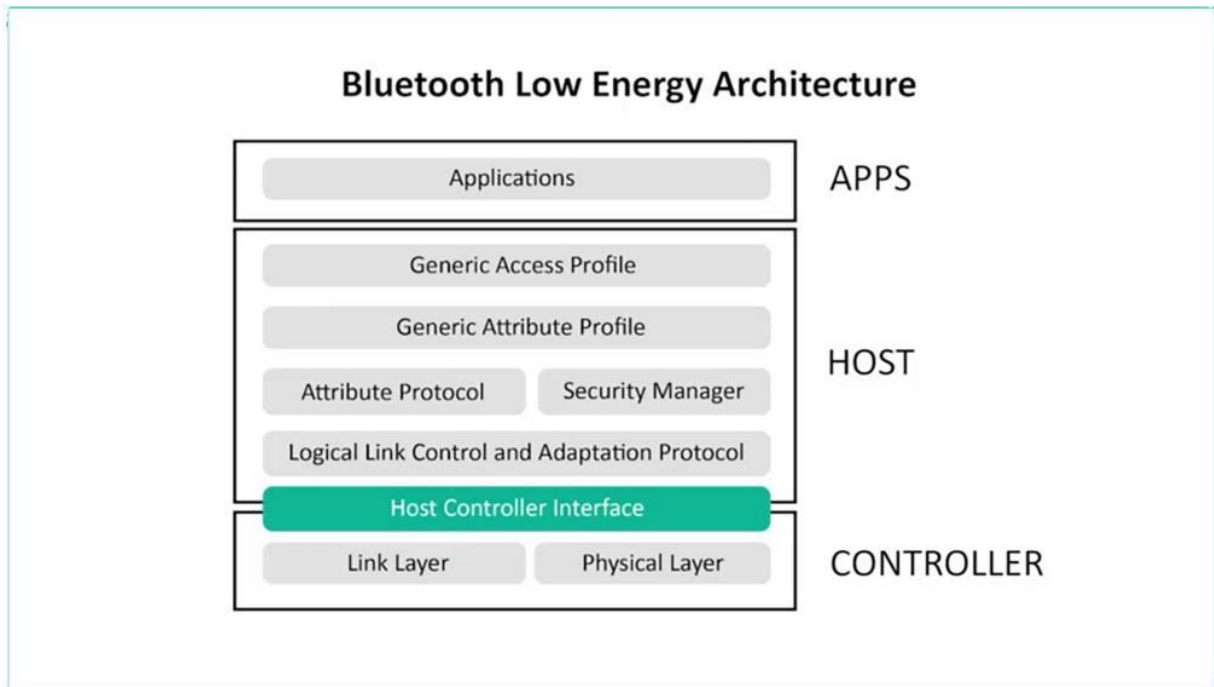 Bluetooth Low Energy Architecture
Applications
APPS
Generic Access Profile
Generic Attribute Profile
HOST
Attribute Protocol
Security Manager
Logical Link Control and Adaptation Protocol
Host Controller Interface
Link Layer
Physical Layer
CONTROLLER